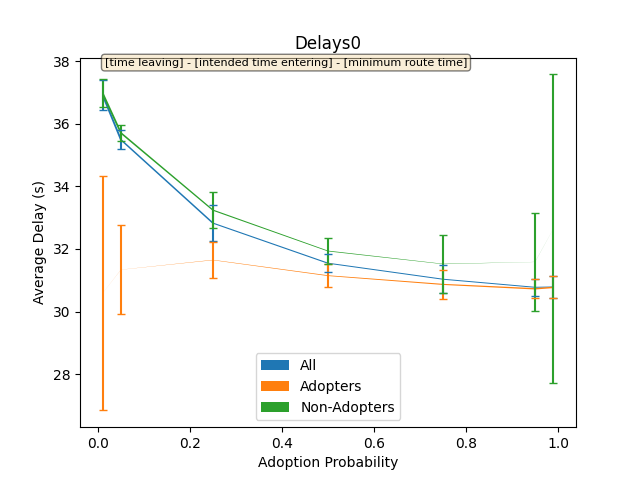 Delays0
[time leaving] - [intended time entering] - [minimum route time]
38
36
34
32
30
28
Average Delay (s)
All
Adopters
Non-Adopters
0.0 0.2 0.4 0.6 0.8 1.0
Adoption Probability